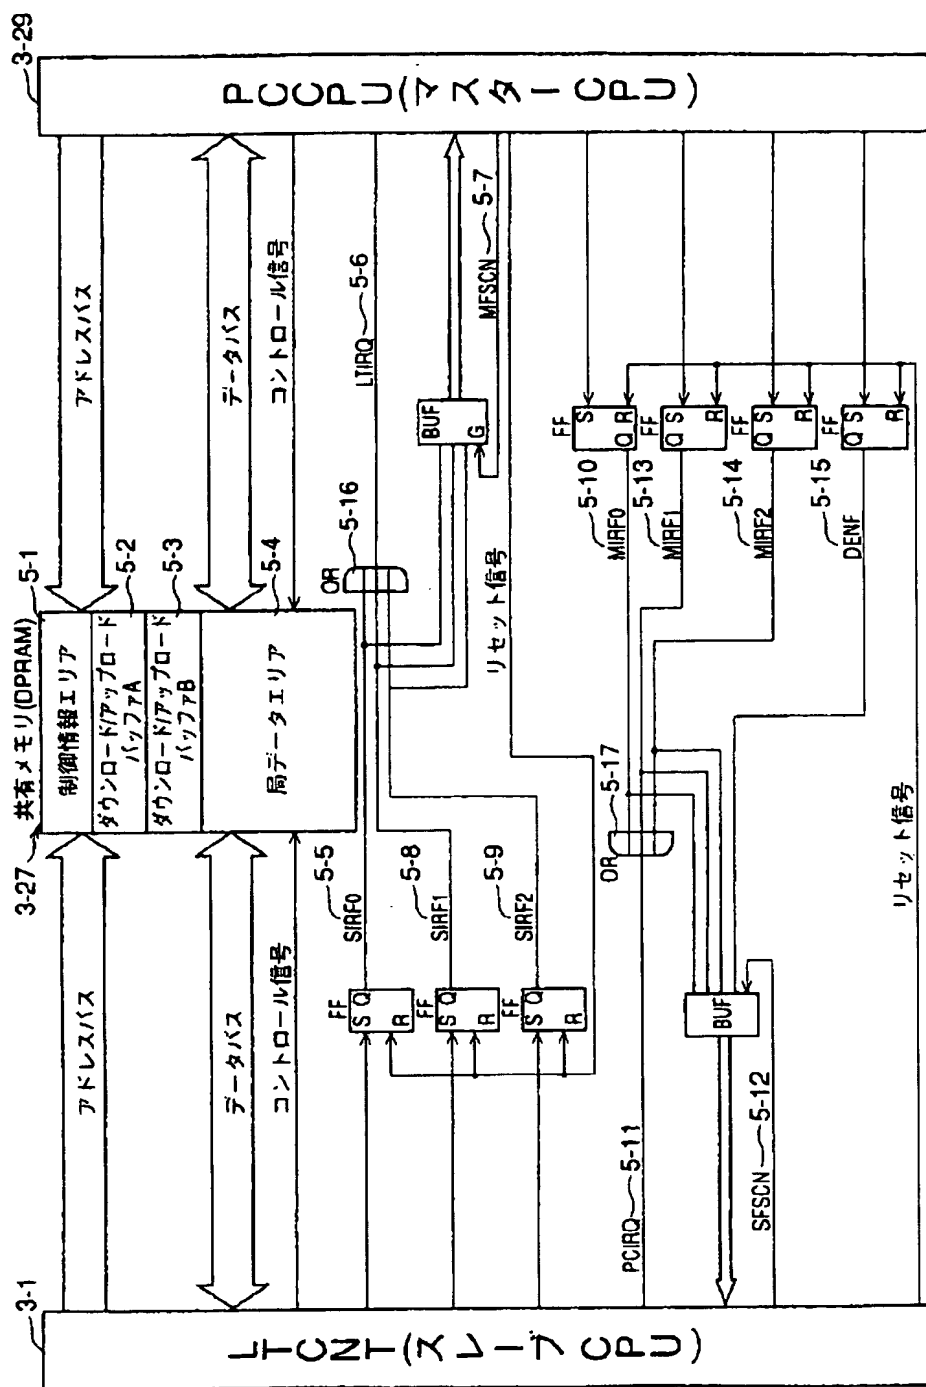 3-1
LTCNT(スレーブCPU)
3-29
PCCPU(マスターCPU)
3-27
共有メモリ(DPRAM)
5-1
制御情報エリア
ダウンロード/アップロード
バッファA
5-2
ダウンロード/アップロード
バッファB
5-3
局データエリア
5-4
アドレスバス
データバス
コントロール信号
アドレスバス
データバス
コントロール信号
SIRF0
5-5
SIRF1
5-8
SIRF2
5-9
FF
S Q
R
FF
S Q
R
FF
S Q
R
OR
5-16
LTIRQ
5-6
BUF
G
MFSCN
5-7
リセット信号
FF
S
Q R
FF
Q S
R
FF
Q S
R
FF
Q S
R
5-10
MIRF0
5-13
MIRF1
5-14
MIRF2
5-15
DENF
OR
5-17
PCIRQ
5-11
BUF
SFSCN
5-12
リセット信号